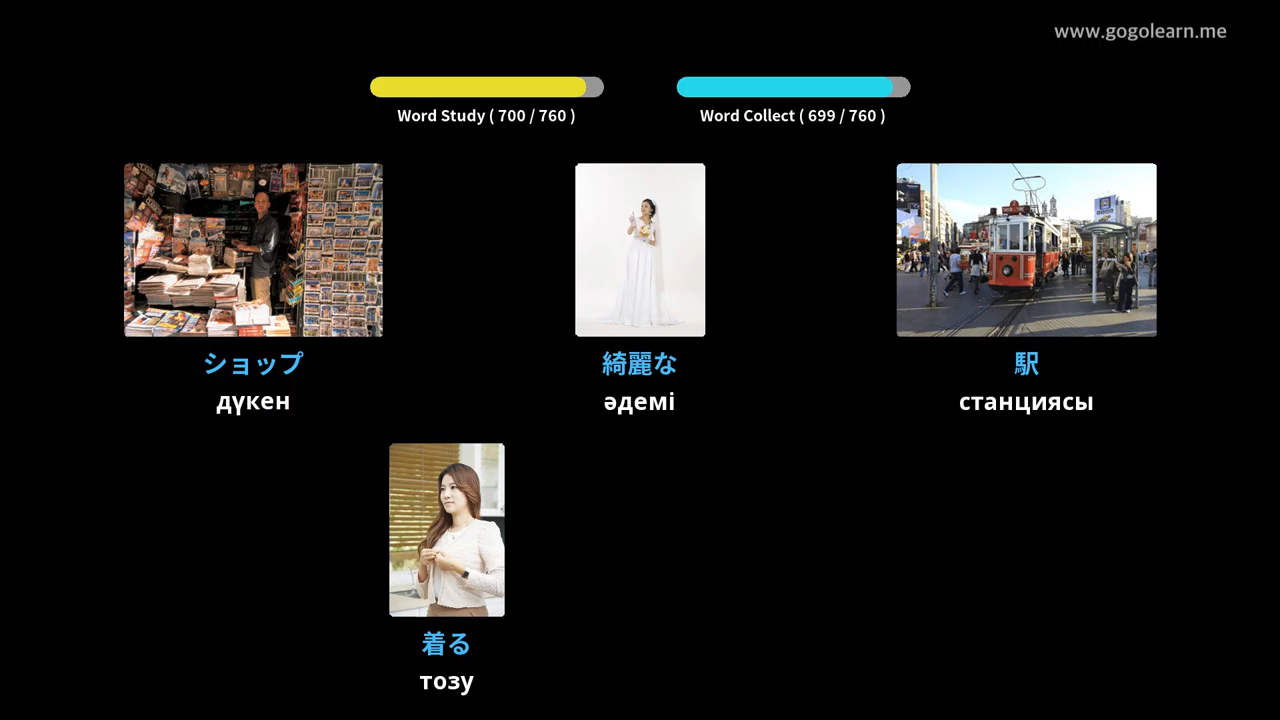 www.gogolearn.me
Word Study ( 700 / 760 )
Word Collect ( 699 / 760 )
ショップ
дүкен
綺麗な
әдемі
駅
станциясы
着る
тозу